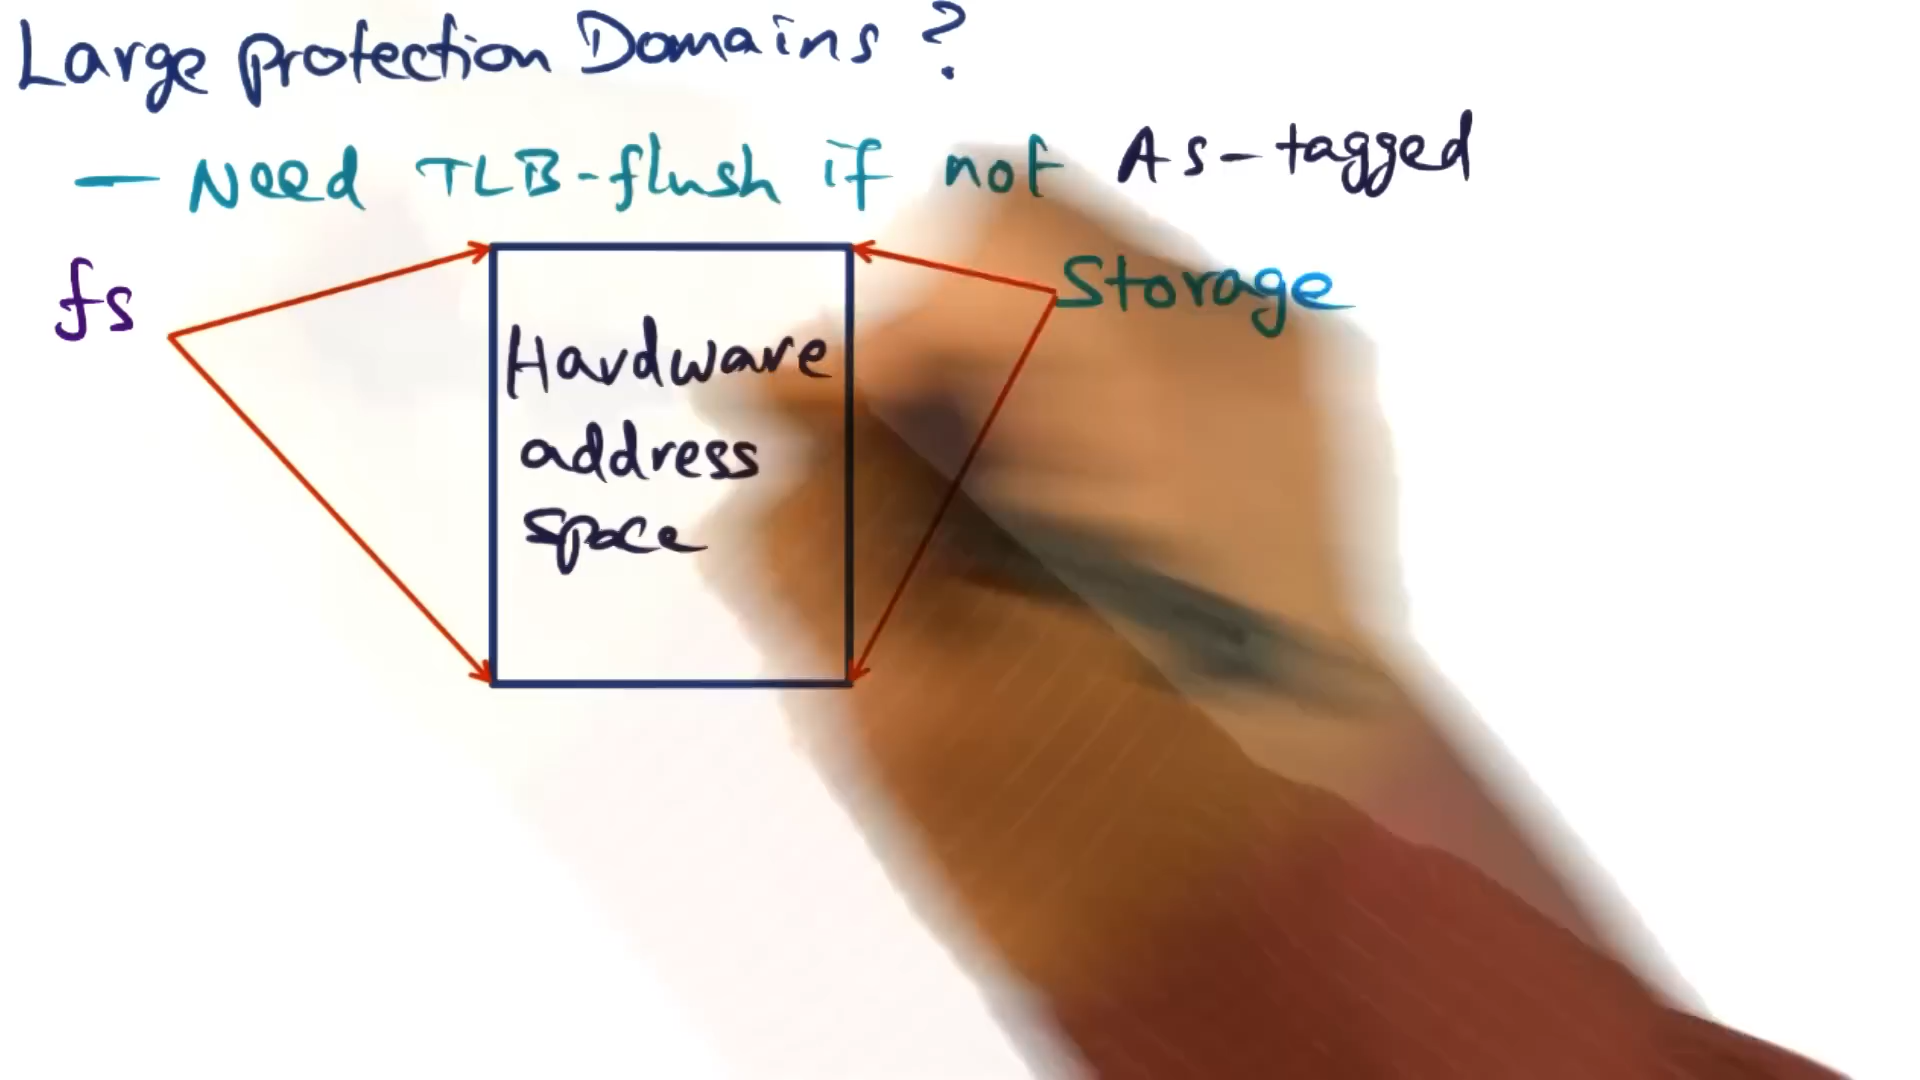 Large protection Domains ?
— Need TLB-flush if not As-tagged
fs
Storage
Hardware
address
space